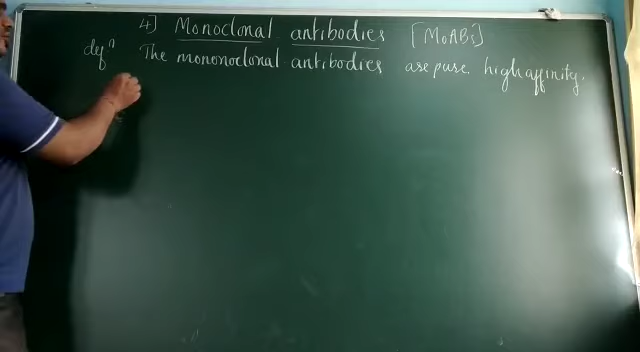 4] Monoclonal antibodies [MoABs]
defⁿ The mononoclonal antibodies are pure. high affinity.